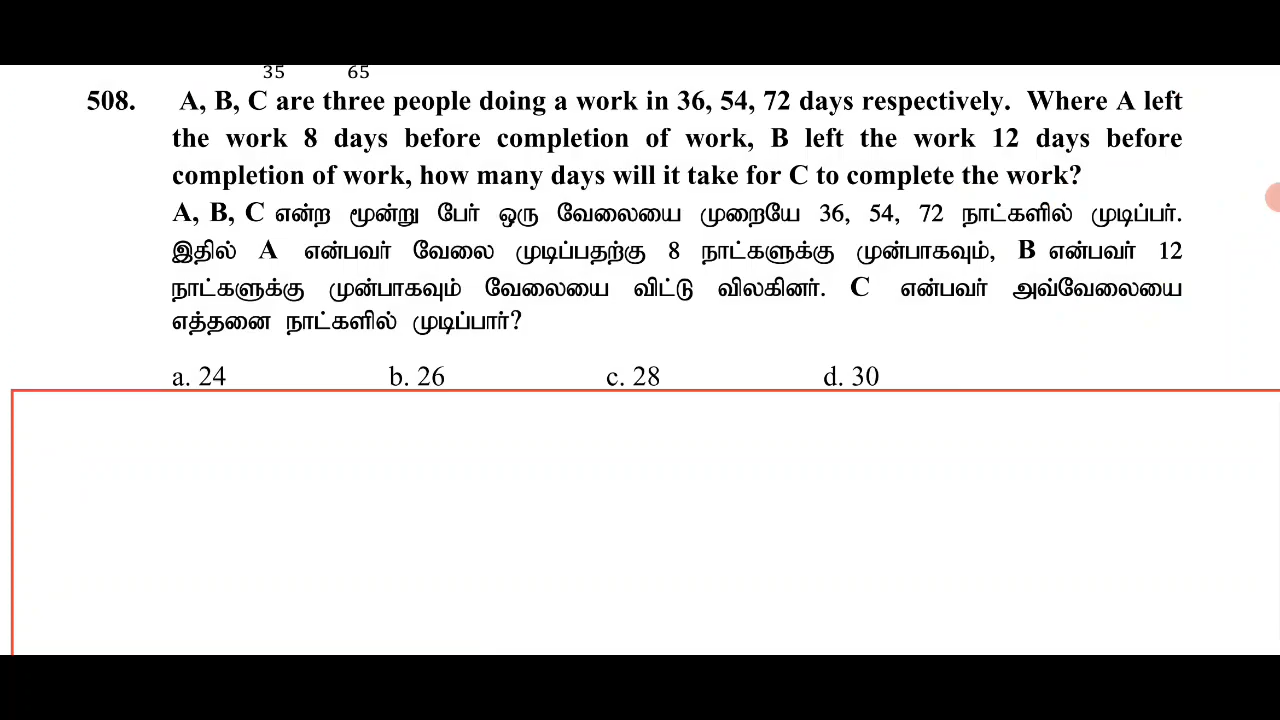 35 65
508. A, B, C are three people doing a work in 36, 54, 72 days respectively. Where A left
the work 8 days before completion of work, B left the work 12 days before
completion of work, how many days will it take for C to complete the work?
A, B, C என்ற மூன்று பேர் ஒரு வேலையை முறையே 36, 54, 72 நாட்களில் முடிப்பர்.
இதில் A என்பவர் வேலை முடிப்பதற்கு 8 நாட்களுக்கு முன்பாகவும், B என்பவர் 12
நாட்களுக்கு முன்பாகவும் வேலையை விட்டு விலகினர். C என்பவர் அவ்வேலையை
எத்தனை நாட்களில் முடிப்பார்?
a. 24 b. 26 c. 28 d. 30